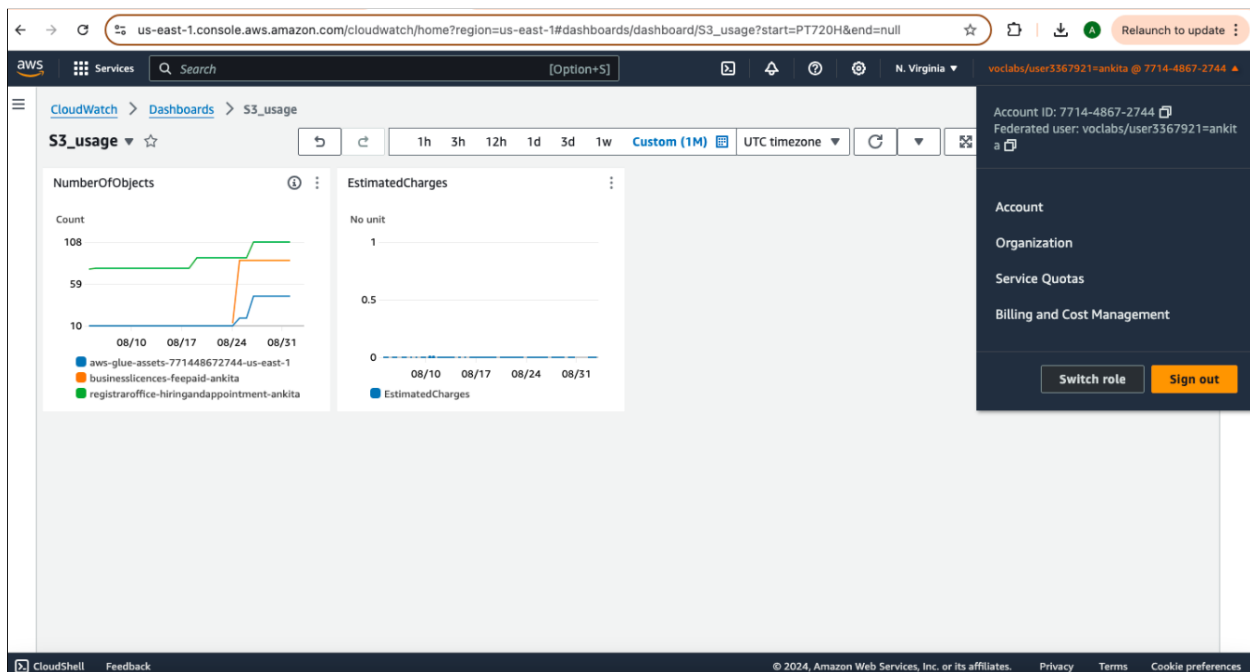 us-east-1.console.aws.amazon.com/cloudwatch/home?region=us-east-1#dashboards/dashboard/S3_usage?start=PT720H&end=null
A
Relaunch to update
aws
Services
Search
[Option+S]
N. Virginia
voclabs/user3367921=ankita @ 7714-4867-2744
CloudWatch > Dashboards > S3_usage
S3_usage
1h 3h 12h 1d 3d 1w Custom (1M)
UTC timezone
Account ID: 7714-4867-2744
Federated user: voclabs/user3367921=ankit
a
Account
Organization
Service Quotas
Billing and Cost Management
Switch role
Sign out
NumberOfObjects
Count
108
59
10
08/10 08/17 08/24 08/31
aws-glue-assets-771448672744-us-east-1
businesslicences-feepaid-ankita
registraroffice-hiringandappointment-ankita
EstimatedCharges
No unit
1
0.5
0
08/10 08/17 08/24 08/31
EstimatedCharges
CloudShell
Feedback
© 2024, Amazon Web Services, Inc. or its affiliates.
Privacy
Terms
Cookie preferences